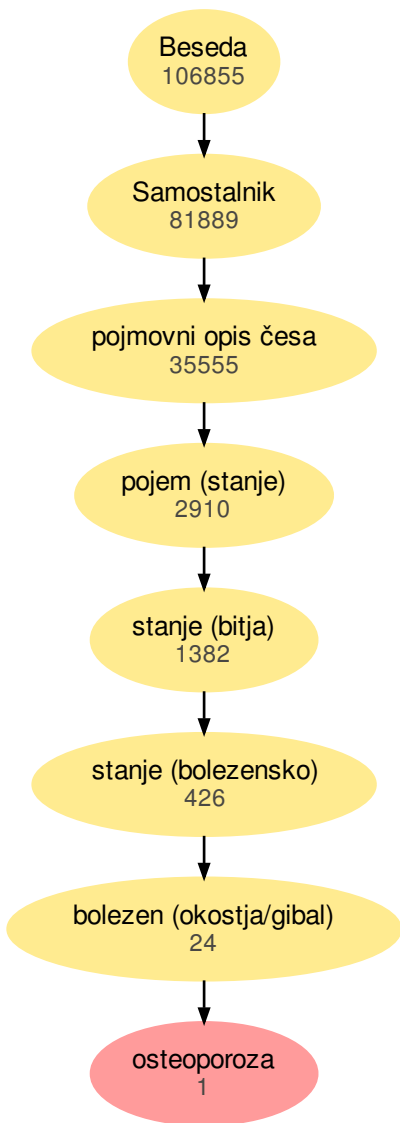 Beseda
106855
Samostalnik
81889
pojmovni opis česa
35555
pojem (stanje)
2910
stanje (bitja)
1382
stanje (bolezensko)
426
bolezen (okostja/gibal)
24
osteoporoza
1